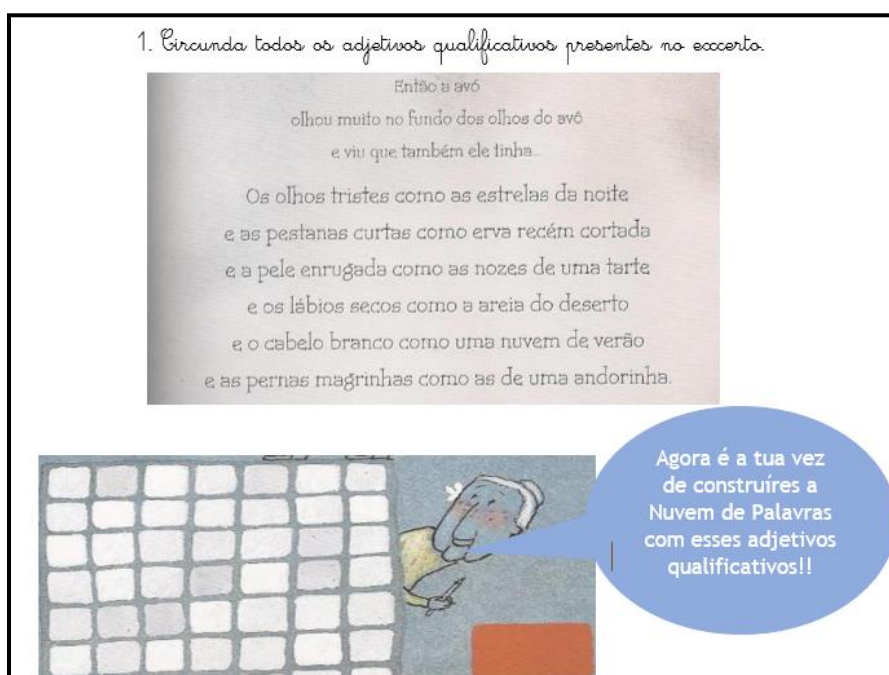 1. Circunda todos os adjetivos qualificativos presentes no excerto.
Então a avó
olhou muito no fundo dos olhos do avô
e viu que também ele tinha...
Os olhos tristes como as estrelas da noite
e as pestanas curtas como erva recém cortada
e a pele enrugada como as nozes de uma tarte
e os lábios secos como a areia do deserto
e o cabelo branco como uma nuvem de verão
e as pernas magrinhas como as de uma andorinha.
Agora é a tua vez
de construíres a
Nuvem de Palavras
com esses adjetivos
qualificativos!!